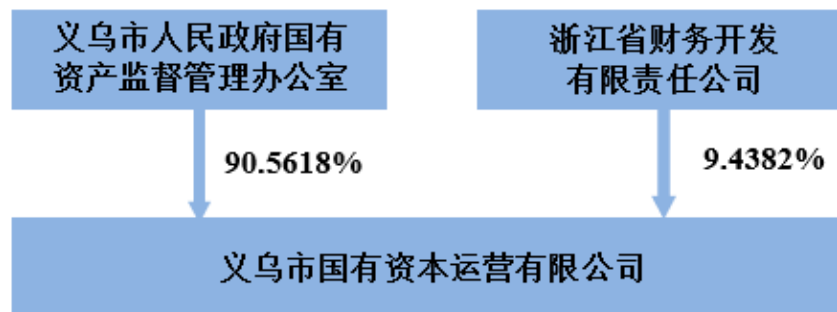 义乌市人民政府国有
资产监督管理办公室
浙江省财务开发
有限责任公司
90.5618%
9.4382%
义乌市国有资本运营有限公司